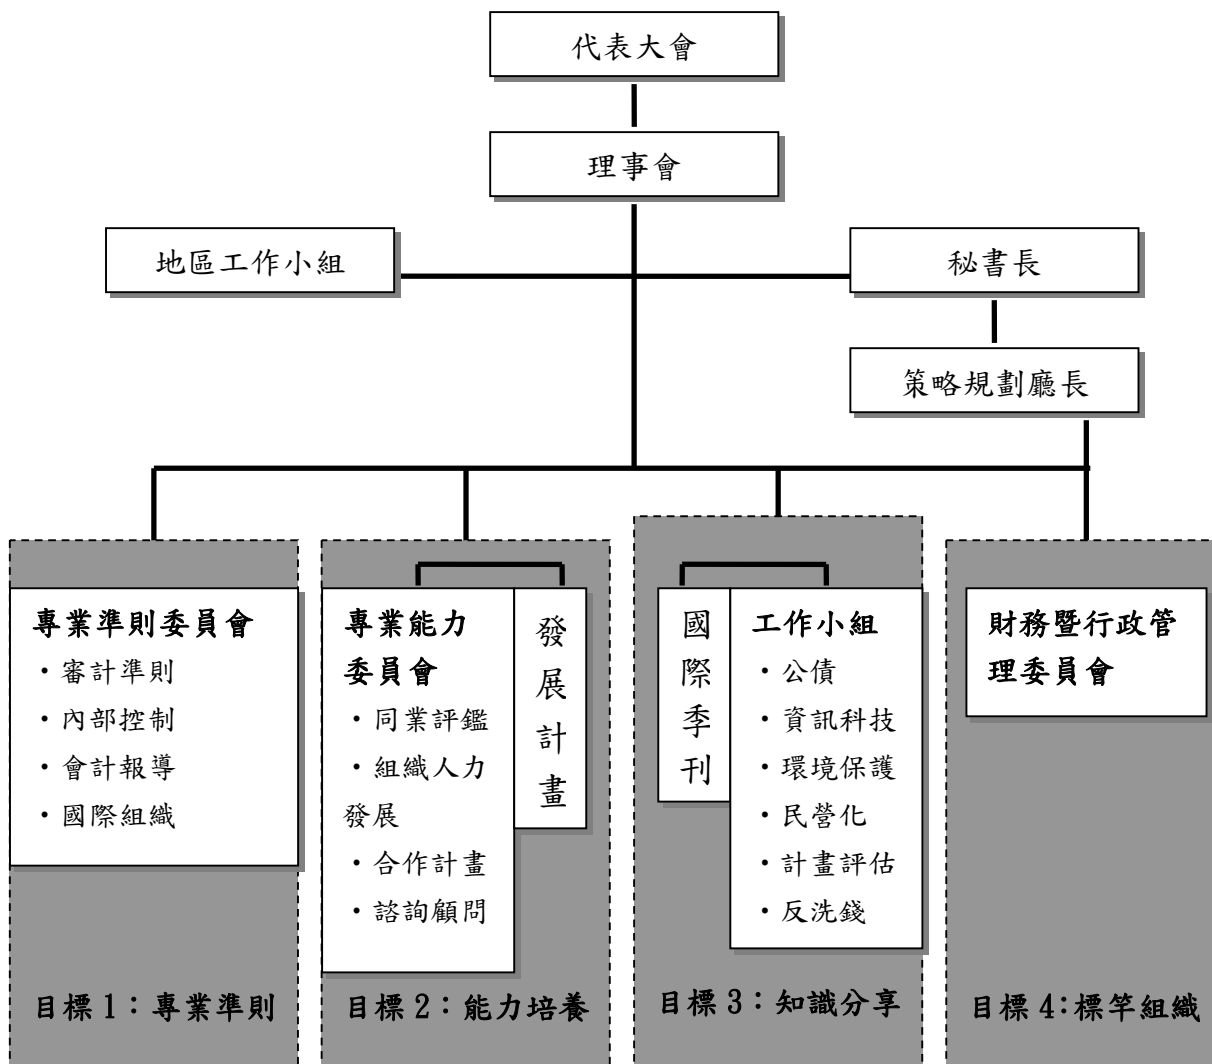 代表大會
理事會
地區工作小組
秘書長
策略規劃廳長
專業準則委員會
・審計準則
・內部控制
・會計報導
・國際組織
目標 1：專業準則
專業能力
委員會
・同業評鑑
・組織人力
發展
・合作計畫
・諮詢顧問
發展計畫
目標 2：能力培養
國際季刊
工作小組
・公債
・資訊科技
・環境保護
・民營化
・計畫評估
・反洗錢
目標 3：知識分享
財務暨行政管
理委員會
目標 4：標竿組織